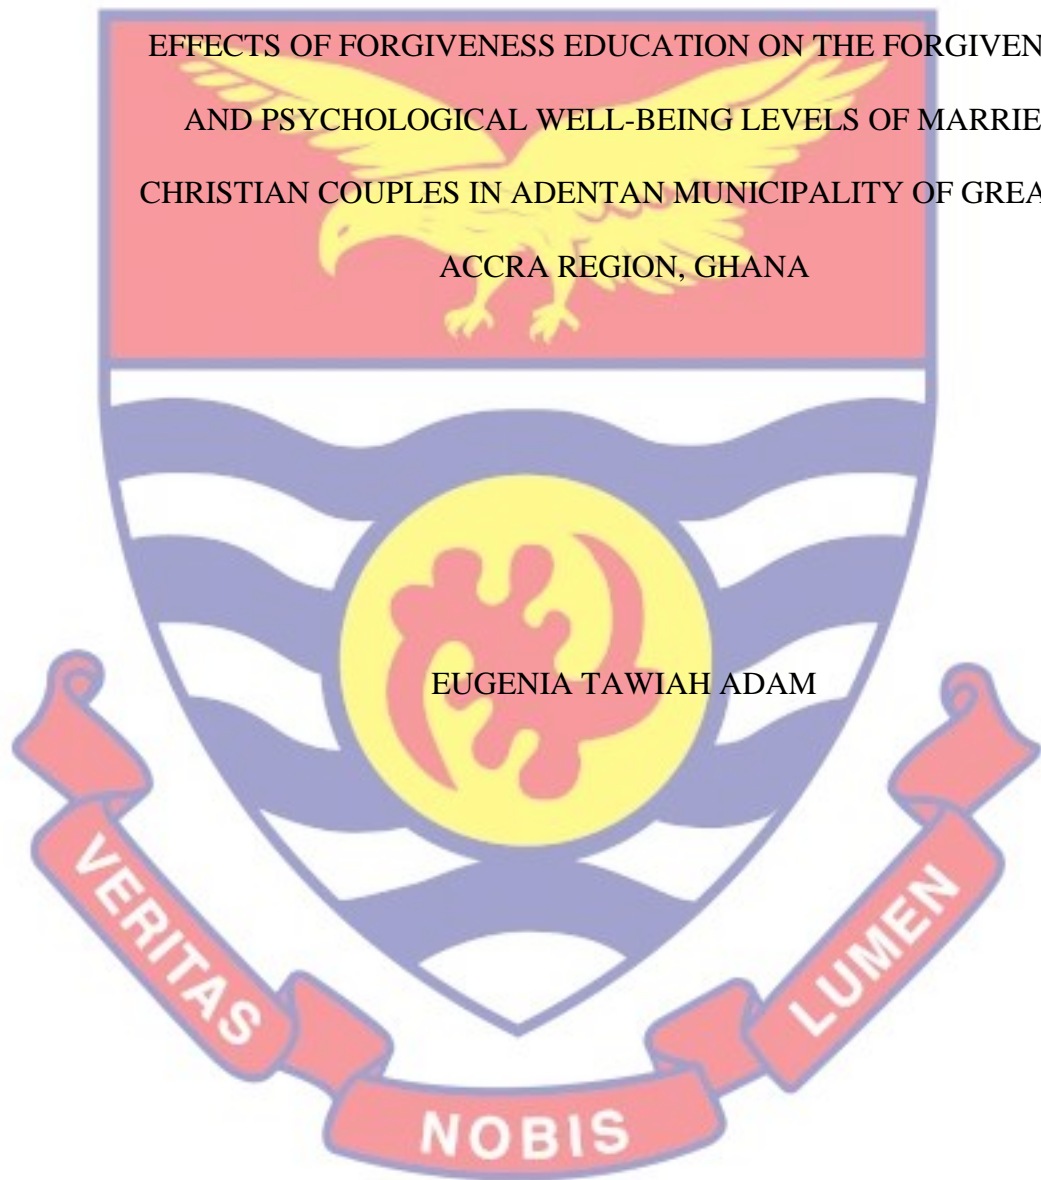 EFFECTS OF FORGIVENESS EDUCATION ON THE FORGIVEN
AND PSYCHOLOGICAL WELL-BEING LEVELS OF MARRIE
CHRISTIAN COUPLES IN ADENTAN MUNICIPALITY OF GREA
ACCRA REGION, GHANA
EUGENIA TAWIAH ADAM
VERITAS
NOBIS
LUMEN